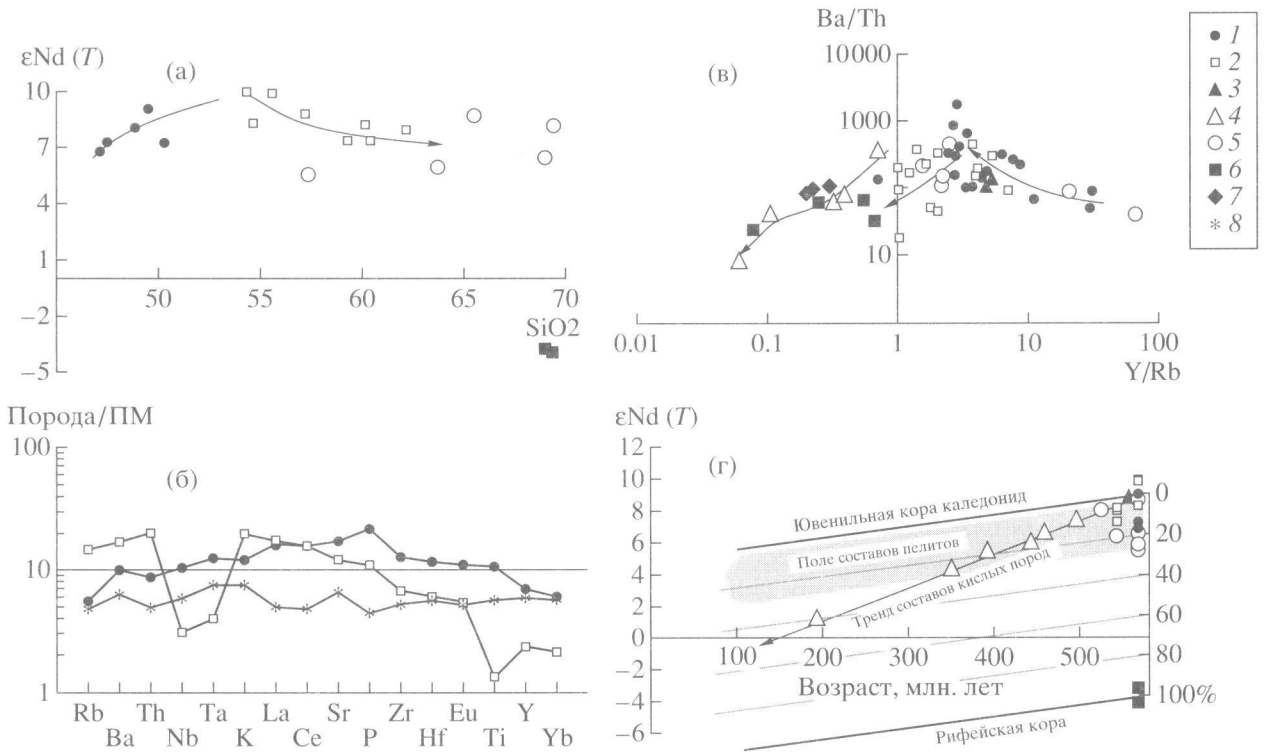 εNd (T)
(а)
10
7
4
1
−2
−5
50
55
60
65
70
SiO2
Ba/Th
(в)
10000
1000
10
0.01
0.1
1
10
100
Y/Rb
1
2
3
4
5
6
7
8
Порода/ПМ
(б)
100
10
1
Rb
Th
Ta
La
Sr
Zr
Eu
Y
Ba
Nb
K
Ce
P
Hf
Ti
Yb
εNd (T)
(г)
12
10
8
6
4
2
0
−2
−4
−6
Ювенильная кора каледонид
Поле составов пелитов
Тренд составов кислых пород
100
200
300
400
500
Возраст, млн. лет
Рифейская кора
0
20
40
60
80
100%